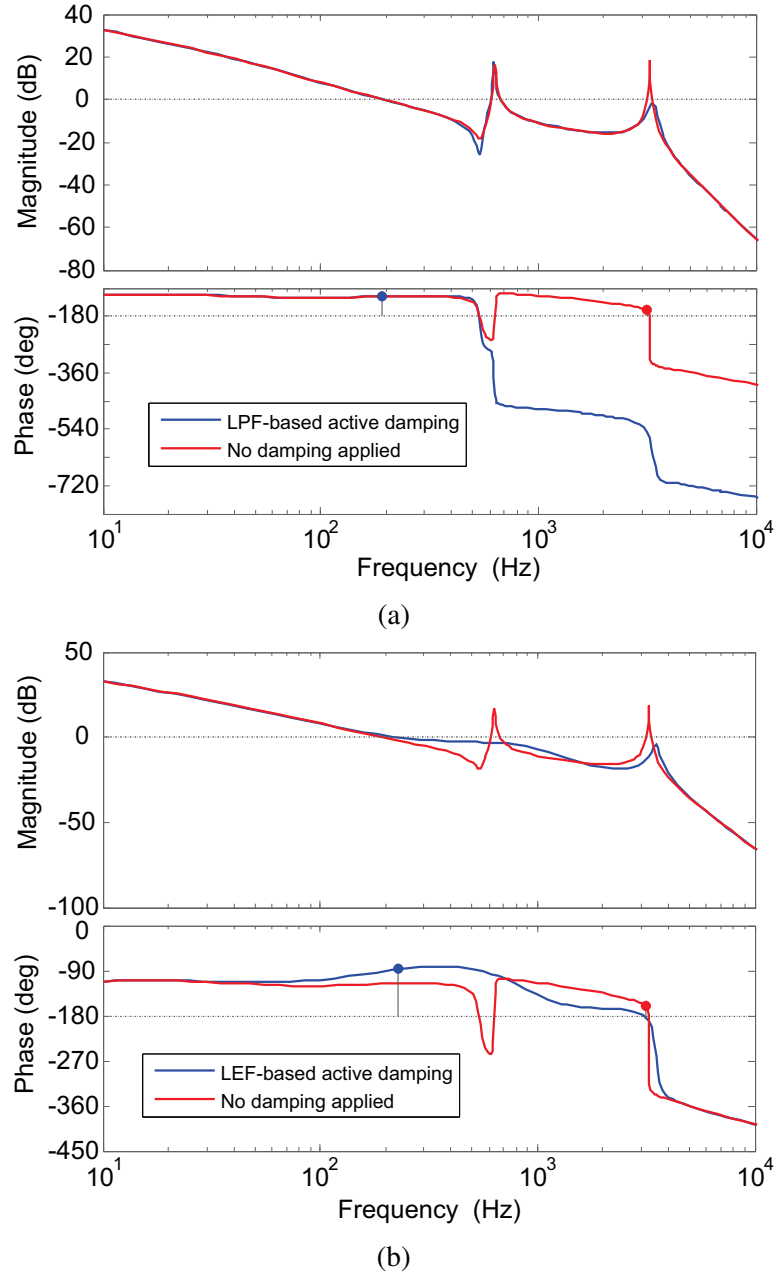 40
20
0
-20
-40
-60
-80
Magnitude (dB)
-180
-360
-540
-720
Phase (deg)
LPF-based active damping
No damping applied
10^1
10^2
10^3
10^4
Frequency (Hz)
(a)
50
0
-50
-100
Magnitude (dB)
0
-90
-180
-270
-360
-450
Phase (deg)
LEF-based active damping
No damping applied
10^1
10^2
10^3
10^4
Frequency (Hz)
(b)